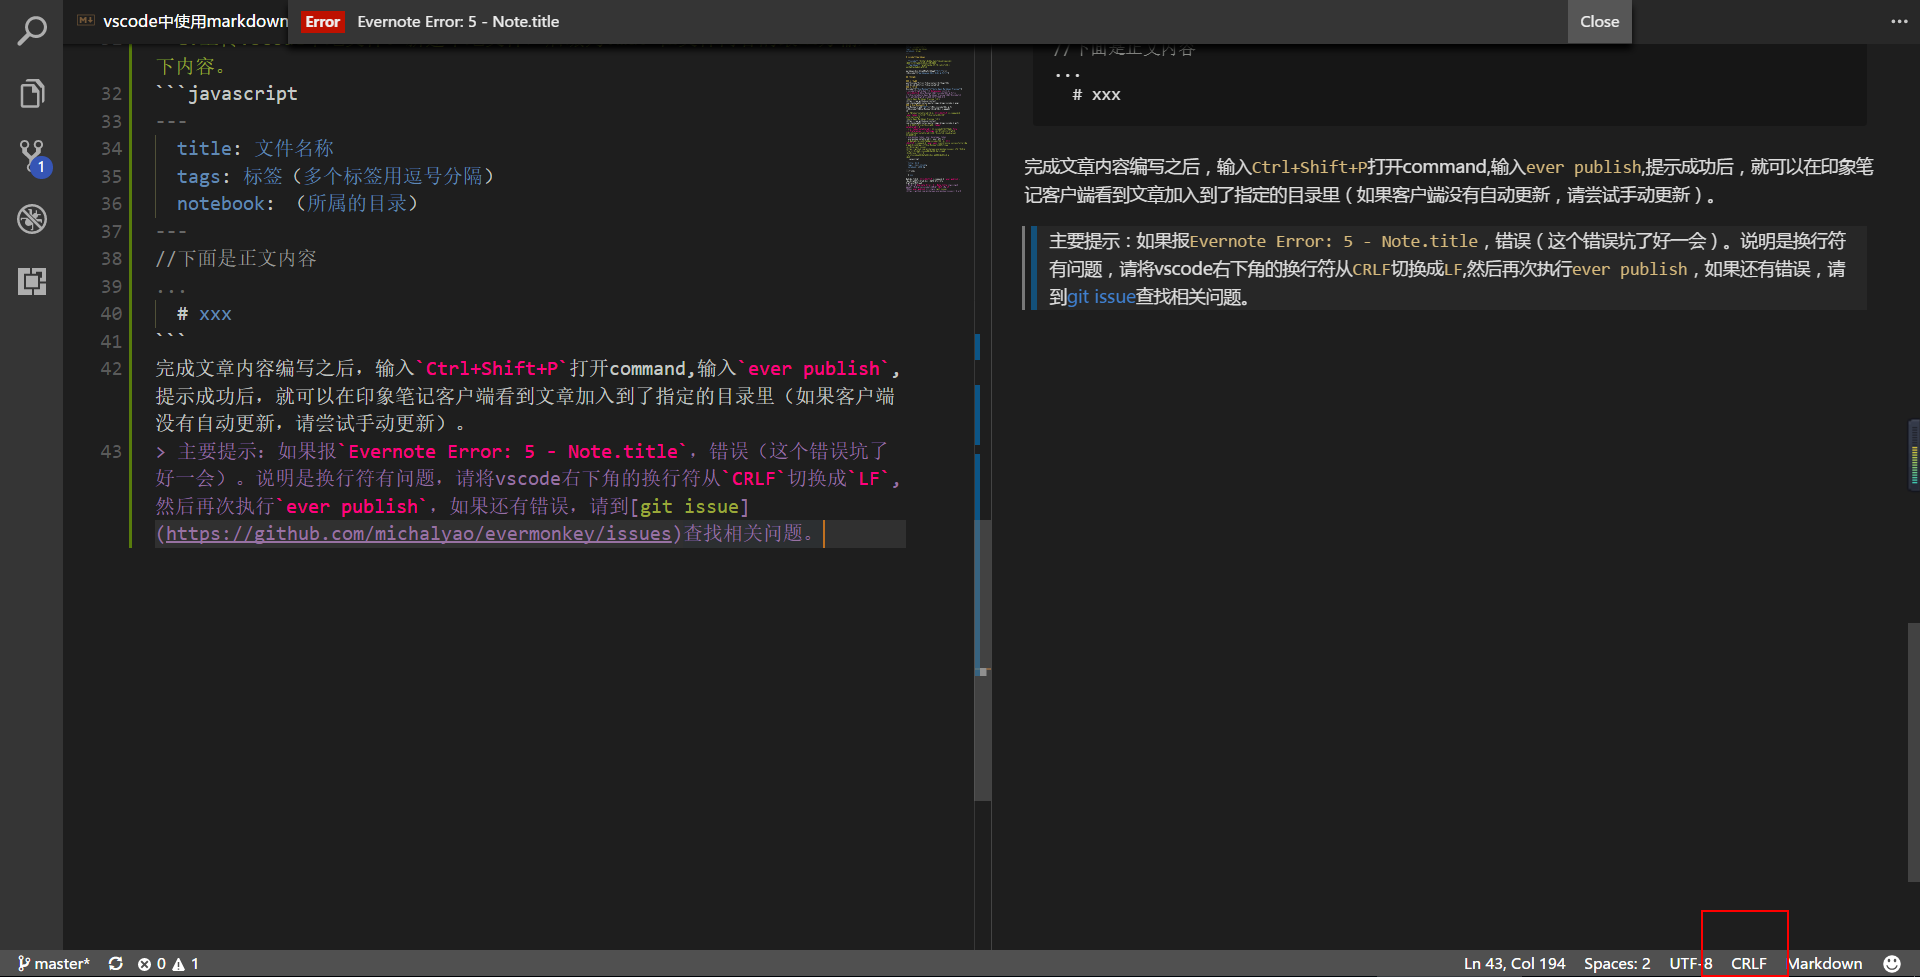 vscode中使用markdown
Error Evernote Error: 5 - Note.title
Close
下内容。
32 ```javascript
33 ---
34 title: 文件名称
35 tags: 标签（多个标签用逗号分隔）
36 notebook: （所属的目录）
37 ---
38 //下面是正文内容
39 ...
40 # xxx
41 ```
42 完成文章内容编写之后，输入`Ctrl+Shift+P`打开command,输入`ever publish`,
提示成功后，就可以在印象笔记客户端看到文章加入到了指定的目录里（如果客户端
没有自动更新，请尝试手动更新）。
43 > 主要提示：如果报`Evernote Error: 5 - Note.title`，错误（这个错误坑了
好一会）。说明是换行符有问题，请将vscode右下角的换行符从`CRLF`切换成`LF`,
然后再次执行`ever publish`，如果还有错误，请到[git issue]
(https://github.com/michalyao/evermonkey/issues)查找相关问题。
//下面是正文内容
...
# xxx
完成文章内容编写之后，输入Ctrl+Shift+P打开command,输入ever publish,提示成功后，就可以在印象笔
记客户端看到文章加入到了指定的目录里（如果客户端没有自动更新，请尝试手动更新）。
主要提示：如果报Evernote Error: 5 - Note.title，错误（这个错误坑了好一会）。说明是换行符
有问题，请将vscode右下角的换行符从CRLF切换成LF,然后再次执行ever publish，如果还有错误，请
到git issue查找相关问题。
1
master* 0 1
Ln 43, Col 194 Spaces: 2 UTF-8 CRLF Markdown